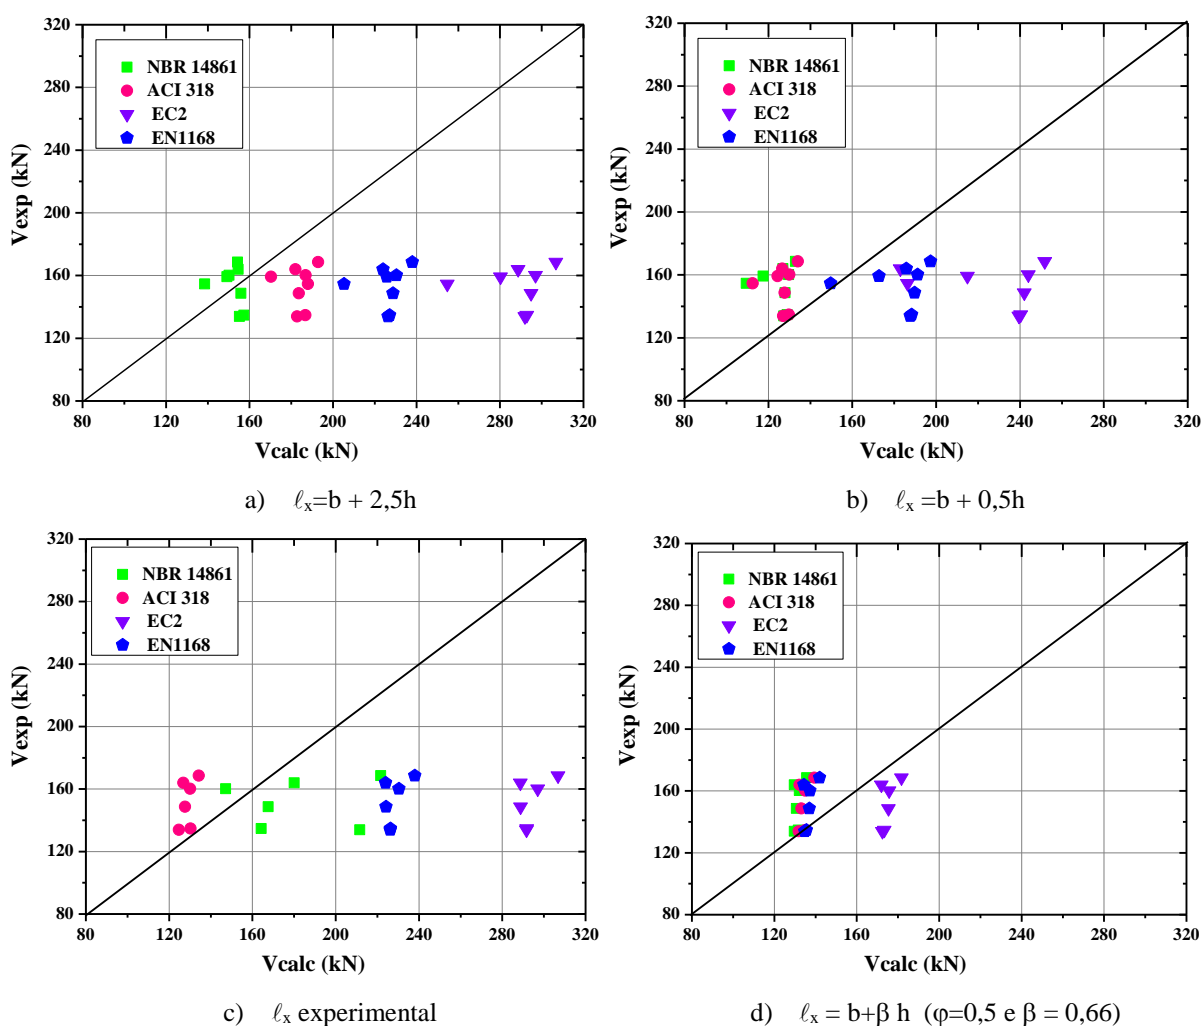 320
280
240
200
160
120
80
Vexp (kN)
NBR 14861
ACI 318
EC2
EN1168
80 120 160 200 240 280 320
Vcalc (kN)
a) ℓx=b + 2,5h
320
280
240
200
160
120
80
Vexp (kN)
NBR 14861
ACI 318
EC2
EN1168
80 120 160 200 240 280 320
Vcalc (kN)
b) ℓx =b + 0,5h
320
280
240
200
160
120
80
Vexp (kN)
NBR 14861
ACI 318
EC2
EN1168
80 120 160 200 240 280 320
Vcalc (kN)
c) ℓx experimental
320
280
240
200
160
120
80
Vexp (kN)
NBR 14861
ACI 318
EC2
EN1168
80 120 160 200 240 280 320
Vcalc (kN)
d) ℓx = b+β h (φ=0,5 e β = 0,66)